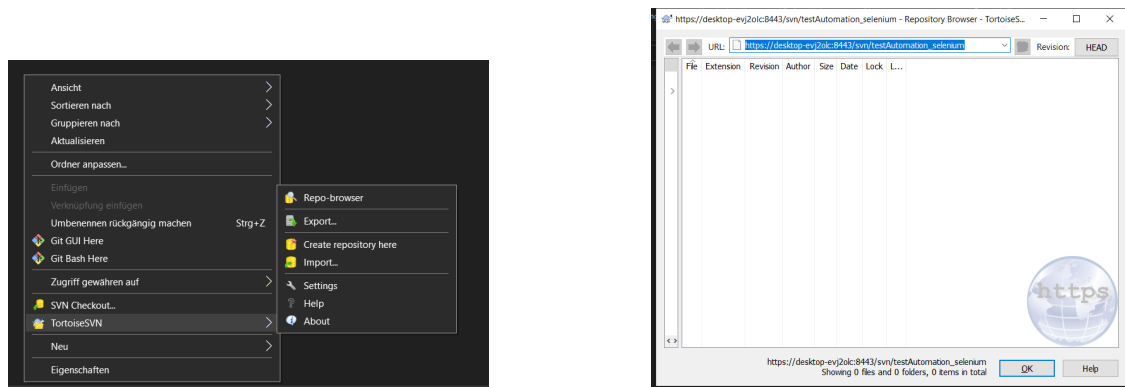 Ansicht
Sortieren nach
Gruppieren nach
Aktualisieren
Ordner anpassen...
Einfügen
Verknüpfung einfügen
Umbenennen rückgängig machen Strg+Z
Git GUI Here
Git Bash Here
Zugriff gewähren auf
SVN Checkout...
TortoiseSVN
Neu
Eigenschaften
Repo-browser
Export...
Create repository here
Import...
Settings
Help
About
https://desktop-evj2olc:8443/svn/testAutomation_selenium - Repository Browser - TortoiseS...
URL: https://desktop-evj2olc:8443/svn/testAutomation_selenium Revision: HEAD
File Extension Revision Author Size Date Lock L...
https
https://desktop-evj2olc:8443/svn/testAutomation_selenium
Showing 0 files and 0 folders, 0 items in total
OK Help